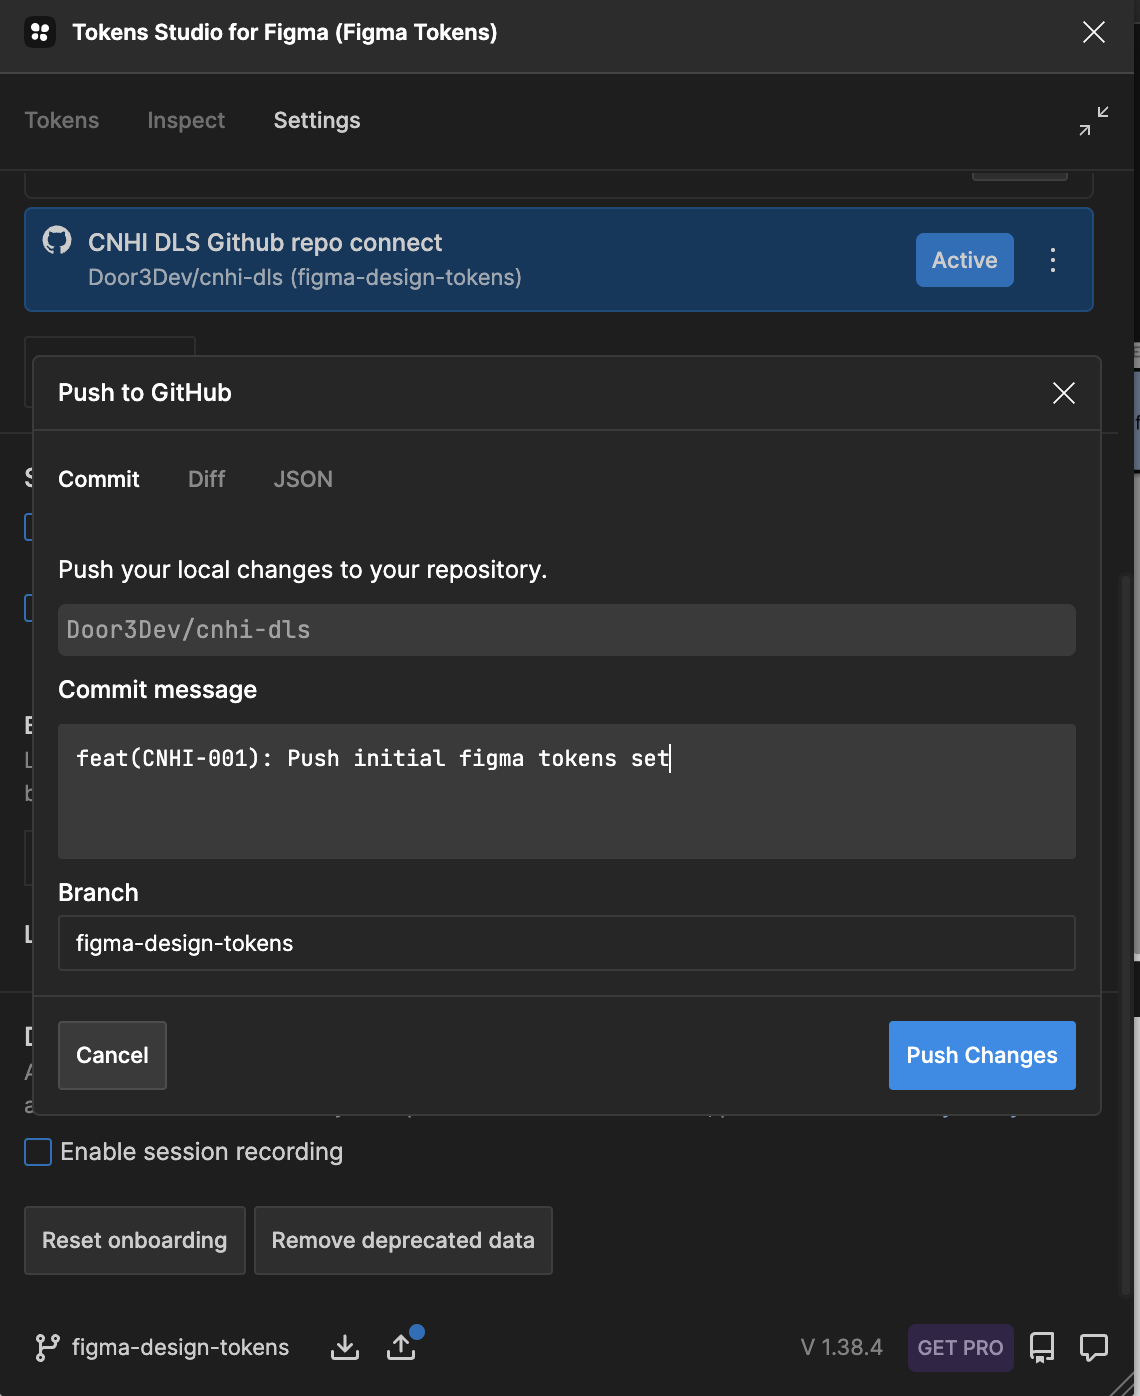 Tokens Studio for Figma (Figma Tokens)
Tokens Inspect Settings
CNHI DLS Github repo connect
Door3Dev/cnhi-dls (figma-design-tokens)
Active
Push to GitHub
Commit Diff JSON
Push your local changes to your repository.
Door3Dev/cnhi-dls
Commit message
feat(CNHI-001): Push initial figma tokens set
Branch
figma-design-tokens
Cancel Push Changes
Enable session recording
Reset onboarding Remove deprecated data
figma-design-tokens V 1.38.4 GET PRO